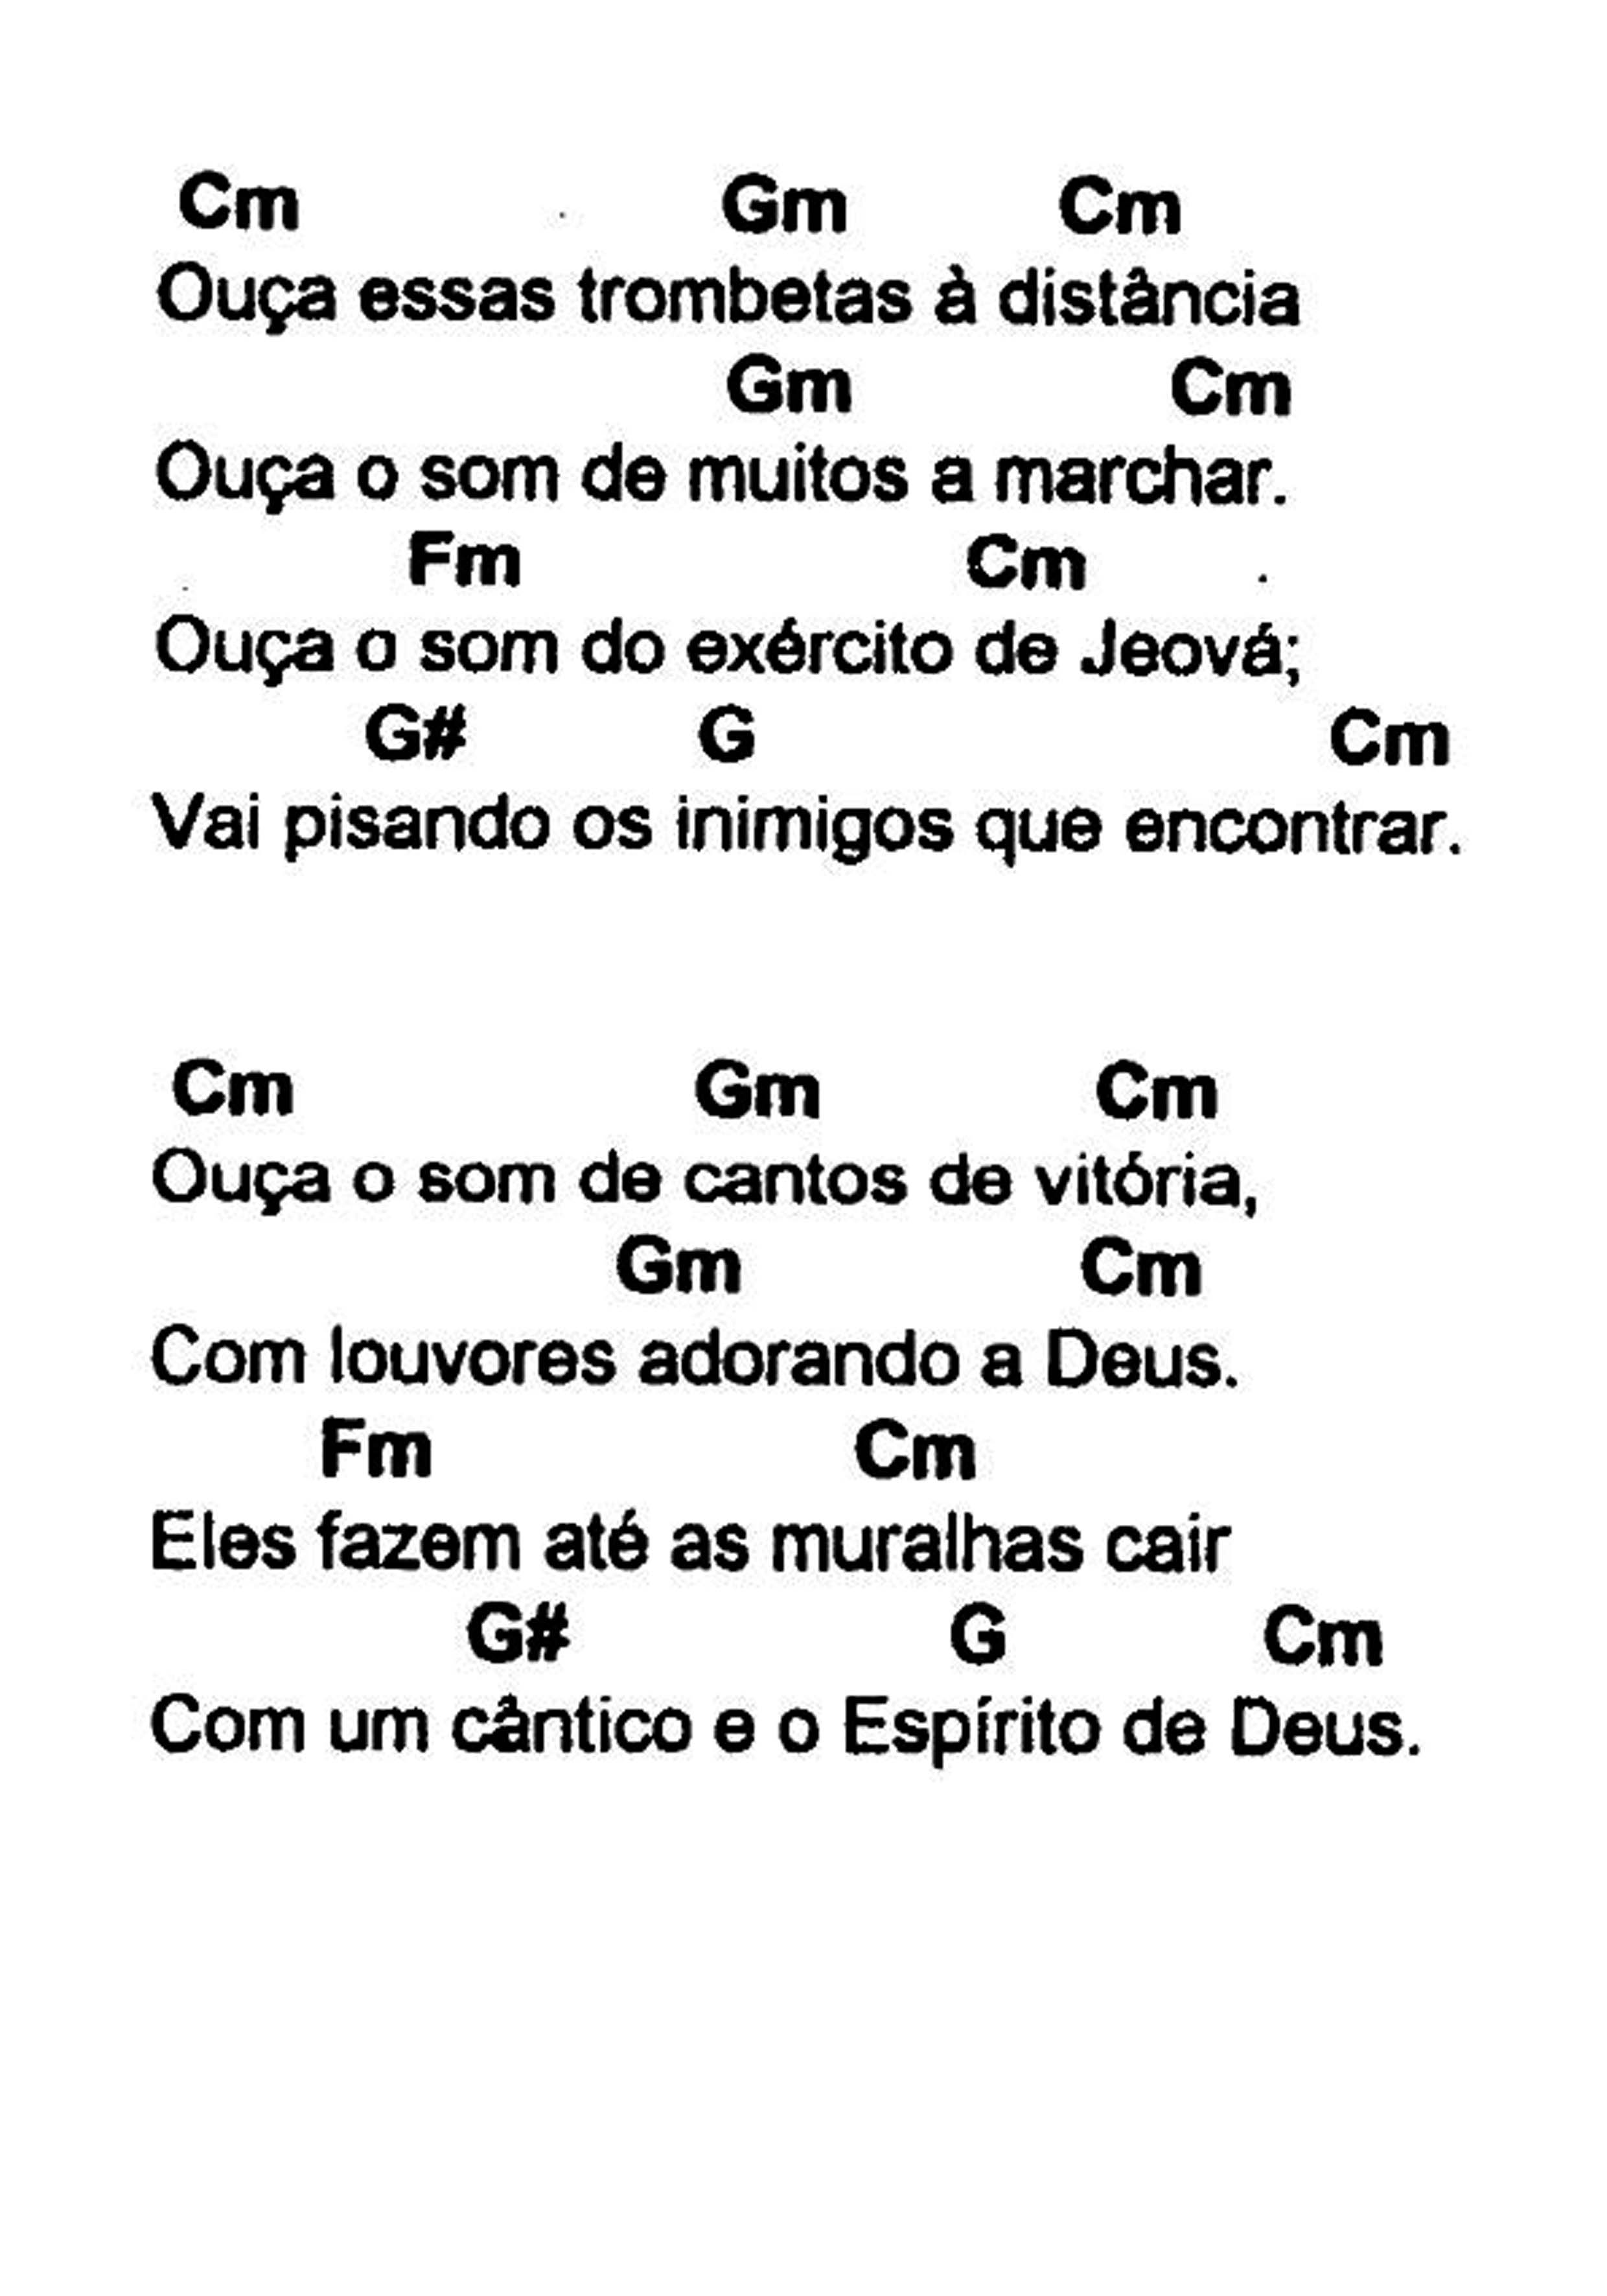 Cm Gm Cm
Ouça essas trombetas à distância
Gm Cm
Ouça o som de muitos a marchar.
Fm Cm
Ouça o som do exército de Jeová;
G# G Cm
Vai pisando os inimigos que encontrar.
Cm Gm Cm
Ouça o som de cantos de vitória,
Gm Cm
Com louvores adorando a Deus.
Fm Cm
Eles fazem até as muralhas cair
G# G Cm
Com um cântico e o Espírito de Deus.